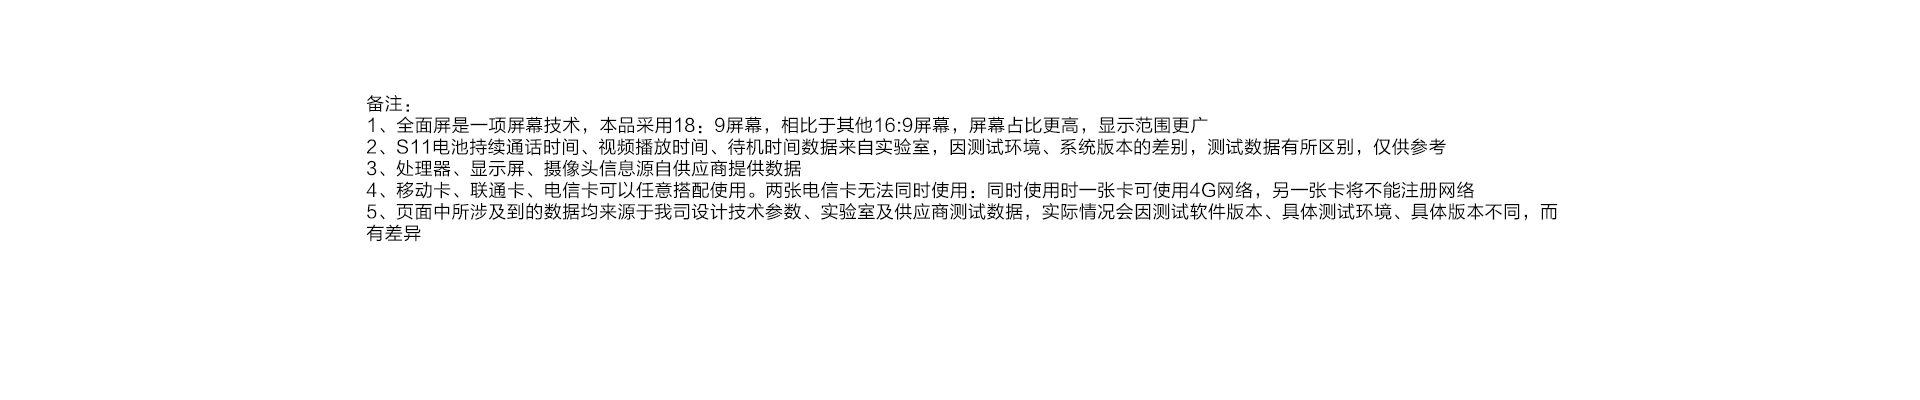 备注：
1、全面屏是一项屏幕技术，本品采用18：9屏幕，相比于其他16:9屏幕，屏幕占比更高，显示范围更广
2、S11电池持续通话时间、视频播放时间、待机时间数据来自实验室，因测试环境、系统版本的差别，测试数据有所区别，仅供参考
3、处理器、显示屏、摄像头信息源自供应商提供数据
4、移动卡、联通卡、电信卡可以任意搭配使用。两张电信卡无法同时使用：同时使用时一张卡可使用4G网络，另一张卡将不能注册网络
5、页面中所涉及到的数据均来源于我司设计技术参数、实验室及供应商测试数据，实际情况会因测试软件版本、具体测试环境、具体版本不同，而
有差异